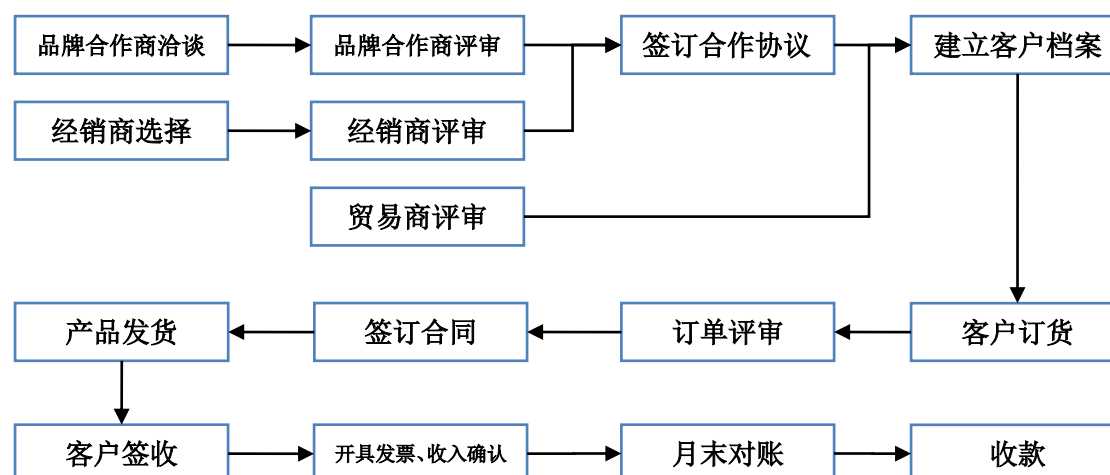 品牌合作商洽谈
品牌合作商评审
签订合作协议
建立客户档案
经销商选择
经销商评审
贸易商评审
产品发货
签订合同
订单评审
客户订货
客户签收
开具发票、收入确认
月末对账
收款